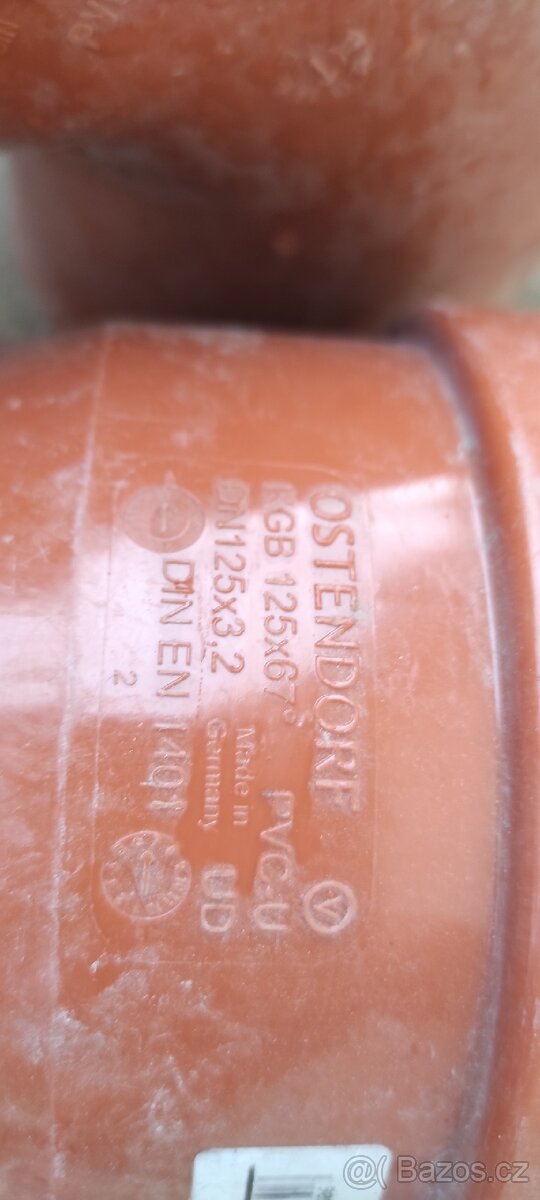 OSTENDORF
KGB 125x67° PVC-U
DN125x3,2 Made in
Germany UD
DIN EN 1401
2
V
@ Bazos.cz